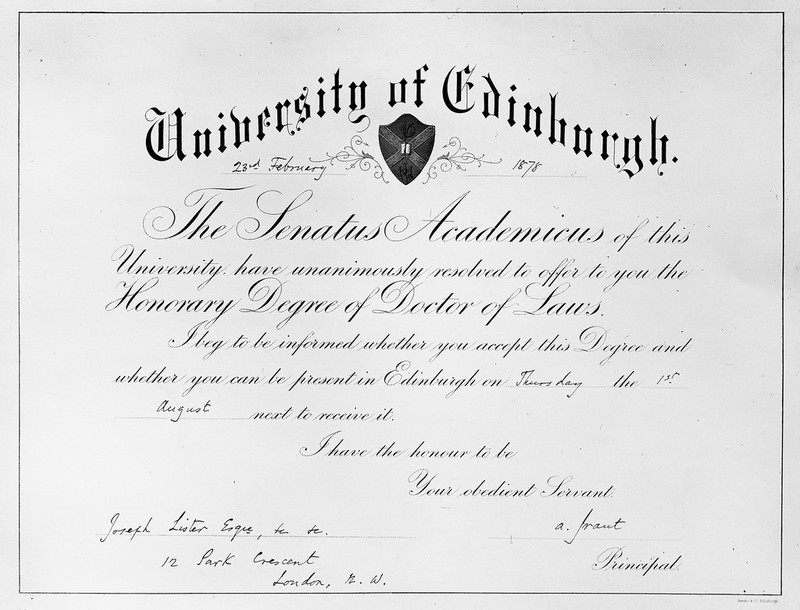 University of Edinburgh.
23rd February 1878
The Senatus Academicus of this
University, have unanimously resolved to offer to you the
Honorary Degree of Doctor of Laws.
I beg to be informed whether you accept this Degree and
whether you can be present in Edinburgh on Thursday the 1st
August next to receive it.
I have the honour to be
Your obedient Servant.
Joseph Lister Esqre, &c &c. A. Grant
12 Park Crescent Principal.
London, N.W.